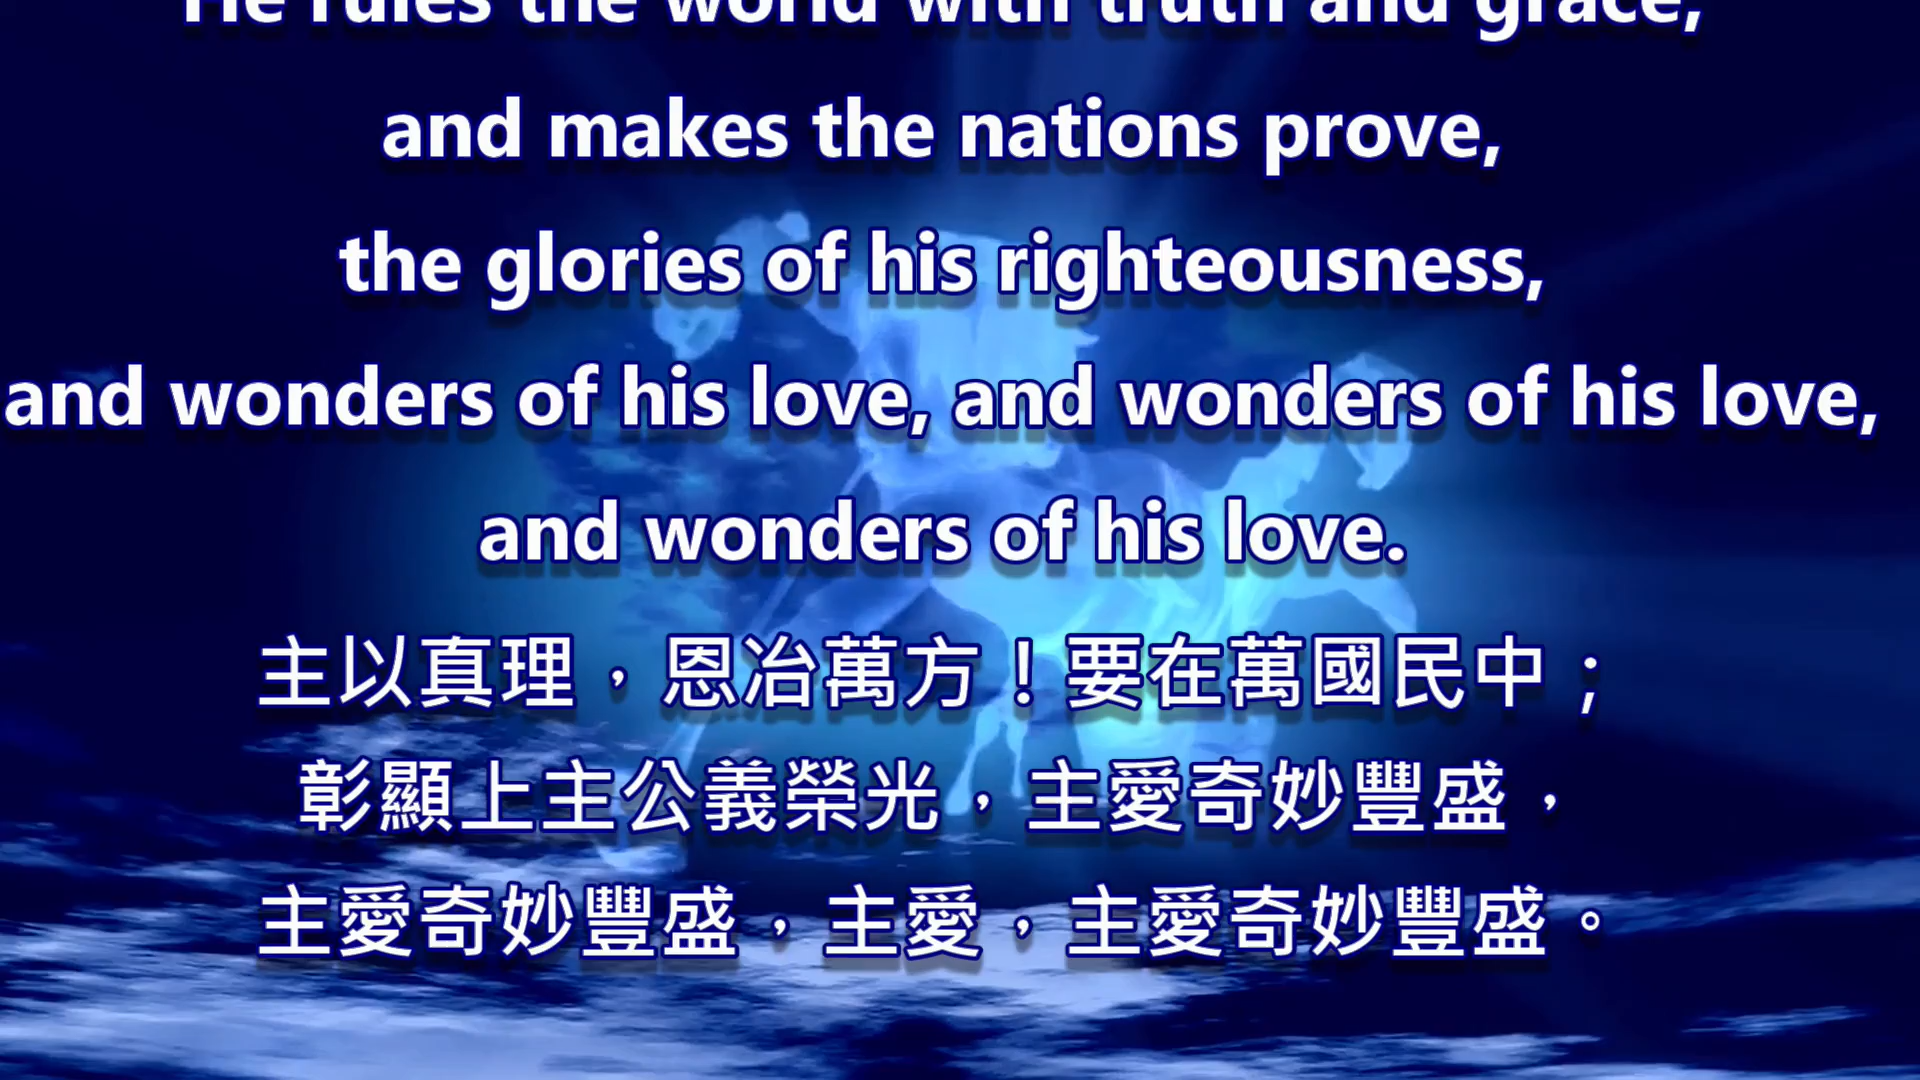 He rules the world with truth and grace,
and makes the nations prove,
the glories of his righteousness,
and wonders of his love, and wonders of his love,
and wonders of his love.
主以真理，恩冶萬方！要在萬國民中；
彰顯上主公義榮光，主愛奇妙豐盛，
主愛奇妙豐盛，主愛，主愛奇妙豐盛。